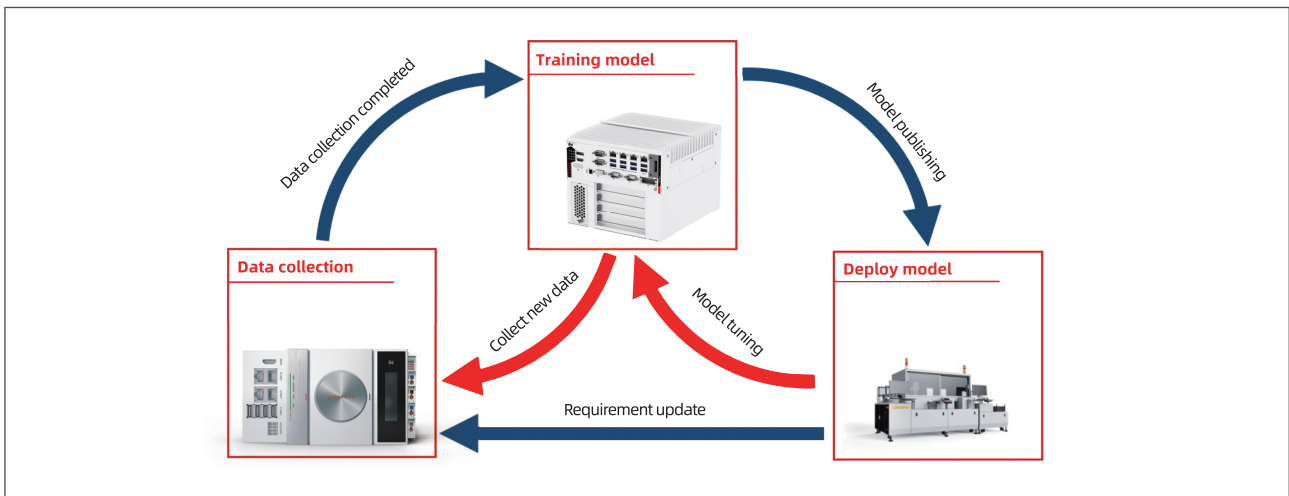 Training model
Data collection completed
Model publishing
Data collection
Deploy model
Collect new data
Model tuning
Requirement update